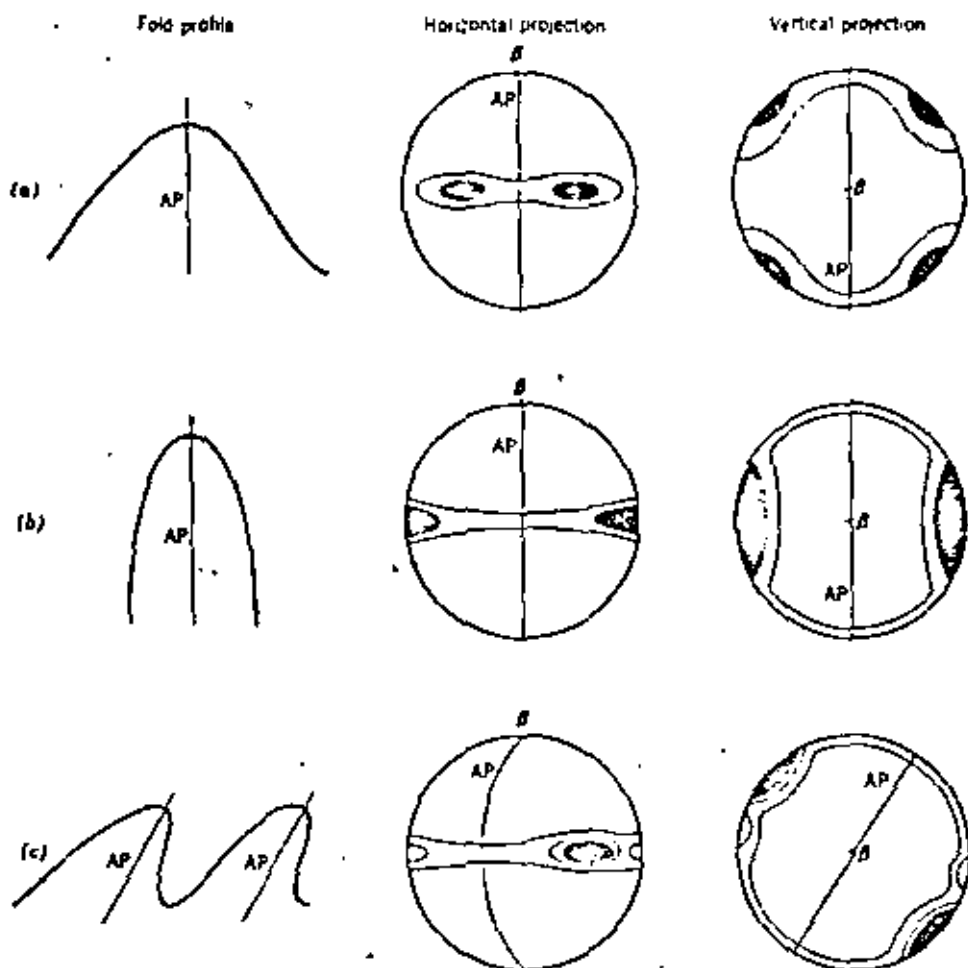 Fold profile Horizontal projection Vertical projection
β
AP
(a) AP β
AP
β
AP
(b) AP β
AP
β
AP AP
(c) AP AP β